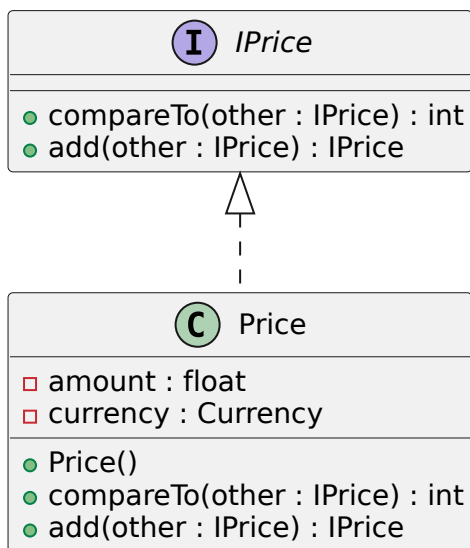 I IPrice
compareTo(other : IPrice) : int
add(other : IPrice) : IPrice
C Price
amount : float
currency : Currency
Price()
compareTo(other : IPrice) : int
add(other : IPrice) : IPrice